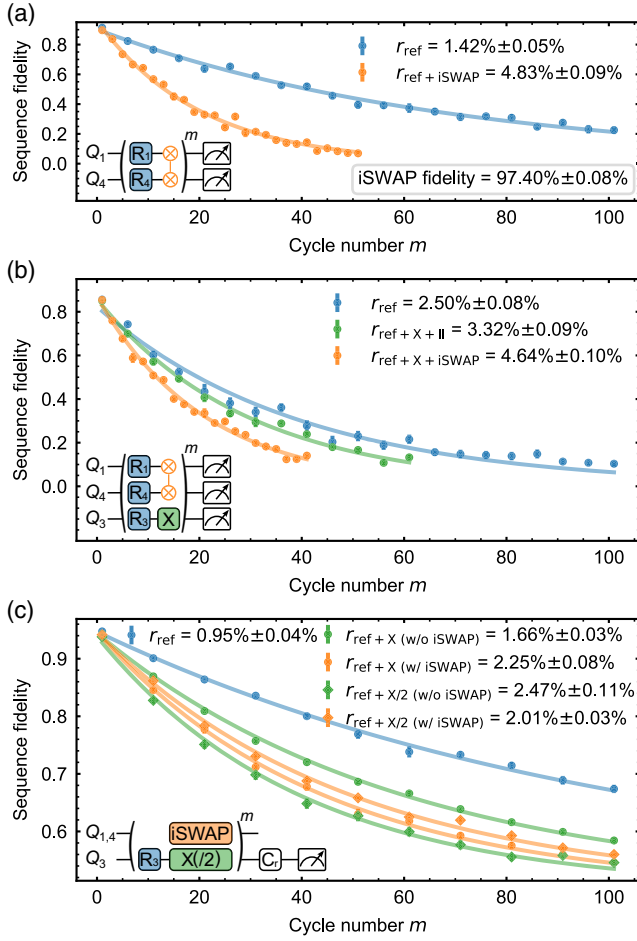 (a)
Sequence fidelity
0.8
0.6
0.4
0.2
0.0
r_ref = 1.42%±0.05%
r_ref + iSWAP = 4.83%±0.09%
Q₁
Q₄
R₁
R₄
m
iSWAP fidelity = 97.40%±0.08%
0 20 40 60 80 100
Cycle number m
(b)
Sequence fidelity
0.8
0.6
0.4
0.2
0.0
r_ref = 2.50%±0.08%
r_ref + X + II = 3.32%±0.09%
r_ref + X + iSWAP = 4.64%±0.10%
Q₁
Q₄
Q₃
R₁
R₄
R₃ X
m
0 20 40 60 80 100
Cycle number m
(c)
Sequence fidelity
0.9
0.8
0.7
0.6
r_ref = 0.95%±0.04%
r_ref + X (w/o iSWAP) = 1.66%±0.03%
r_ref + X (w/ iSWAP) = 2.25%±0.08%
r_ref + X/2 (w/o iSWAP) = 2.47%±0.11%
r_ref + X/2 (w/ iSWAP) = 2.01%±0.03%
Q₁,₄
Q₃
iSWAP
R₃ X(/2) Cᵣ
m
0 20 40 60 80 100
Cycle number m